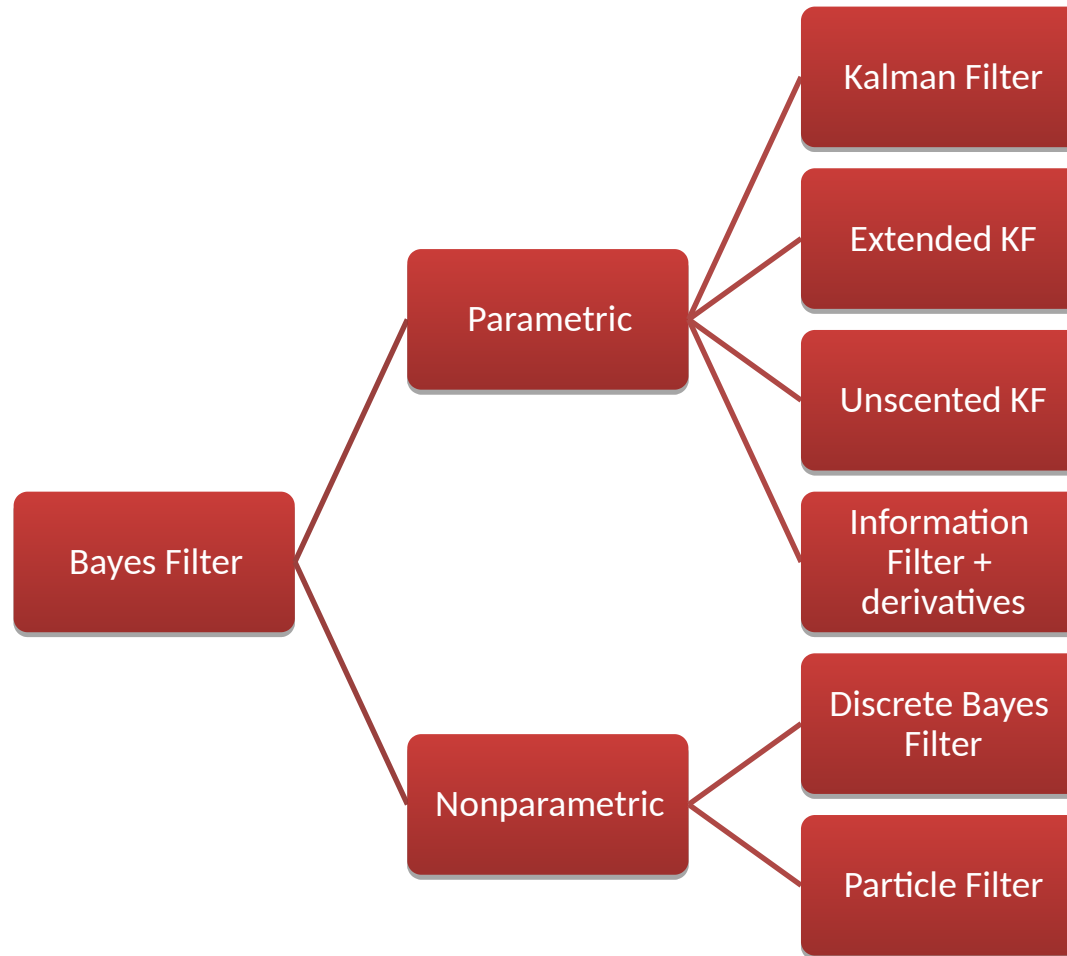 Kalman Filter
Extended KF
Parametric
Unscented KF
Bayes Filter
Information
Filter +
derivatives
Discrete Bayes
Filter
Nonparametric
Particle Filter